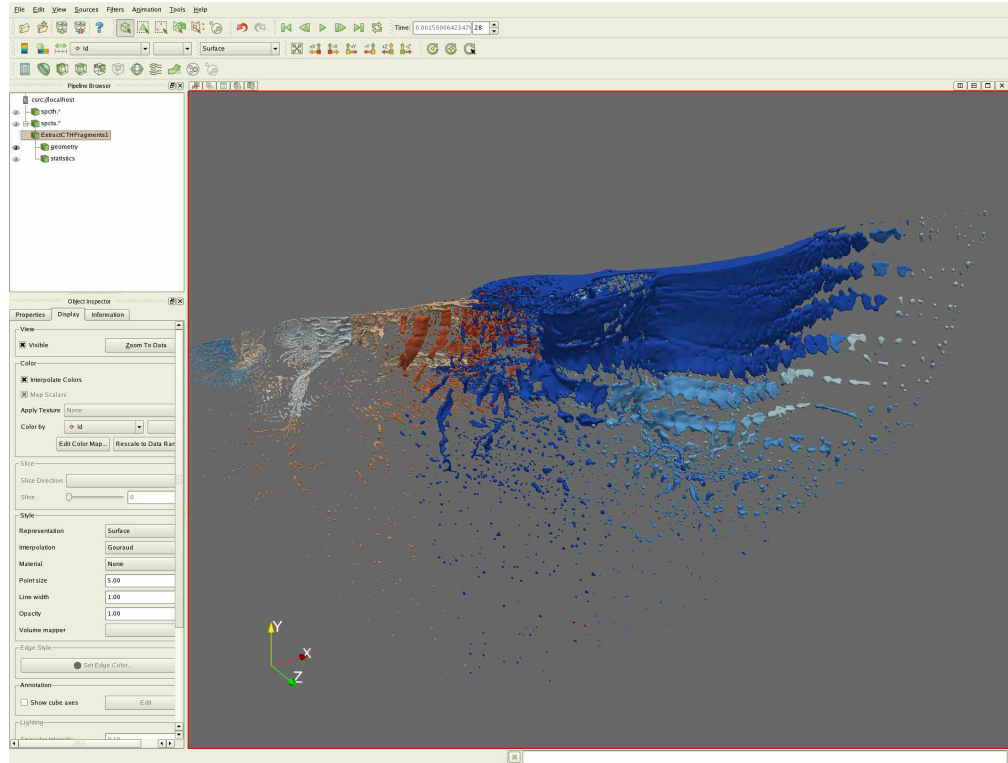 File Edit View Sources Filters Animation Tools Help
Time: 28
Id Surface
Pipeline Browser
csrc://localhost
spcth.*
spcta.*
ExtractCTHFragments1
geometry
statistics
Object Inspector
Properties Display Information
View
Visible Zoom To Data
Color
Interpolate Colors
Map Scalars
Apply Texture None
Color by Id
Edit Color Map... Rescale to Data Ran
Slice
Slice Direction
Slice 0
Style
Representation Surface
Interpolation Gouraud
Material None
Point size 5.00
Line width 1.00
Opacity 1.00
Volume mapper
Edge Style
Set Edge Color...
Annotation
Show cube axes Edit
Lighting
Y
X
Z